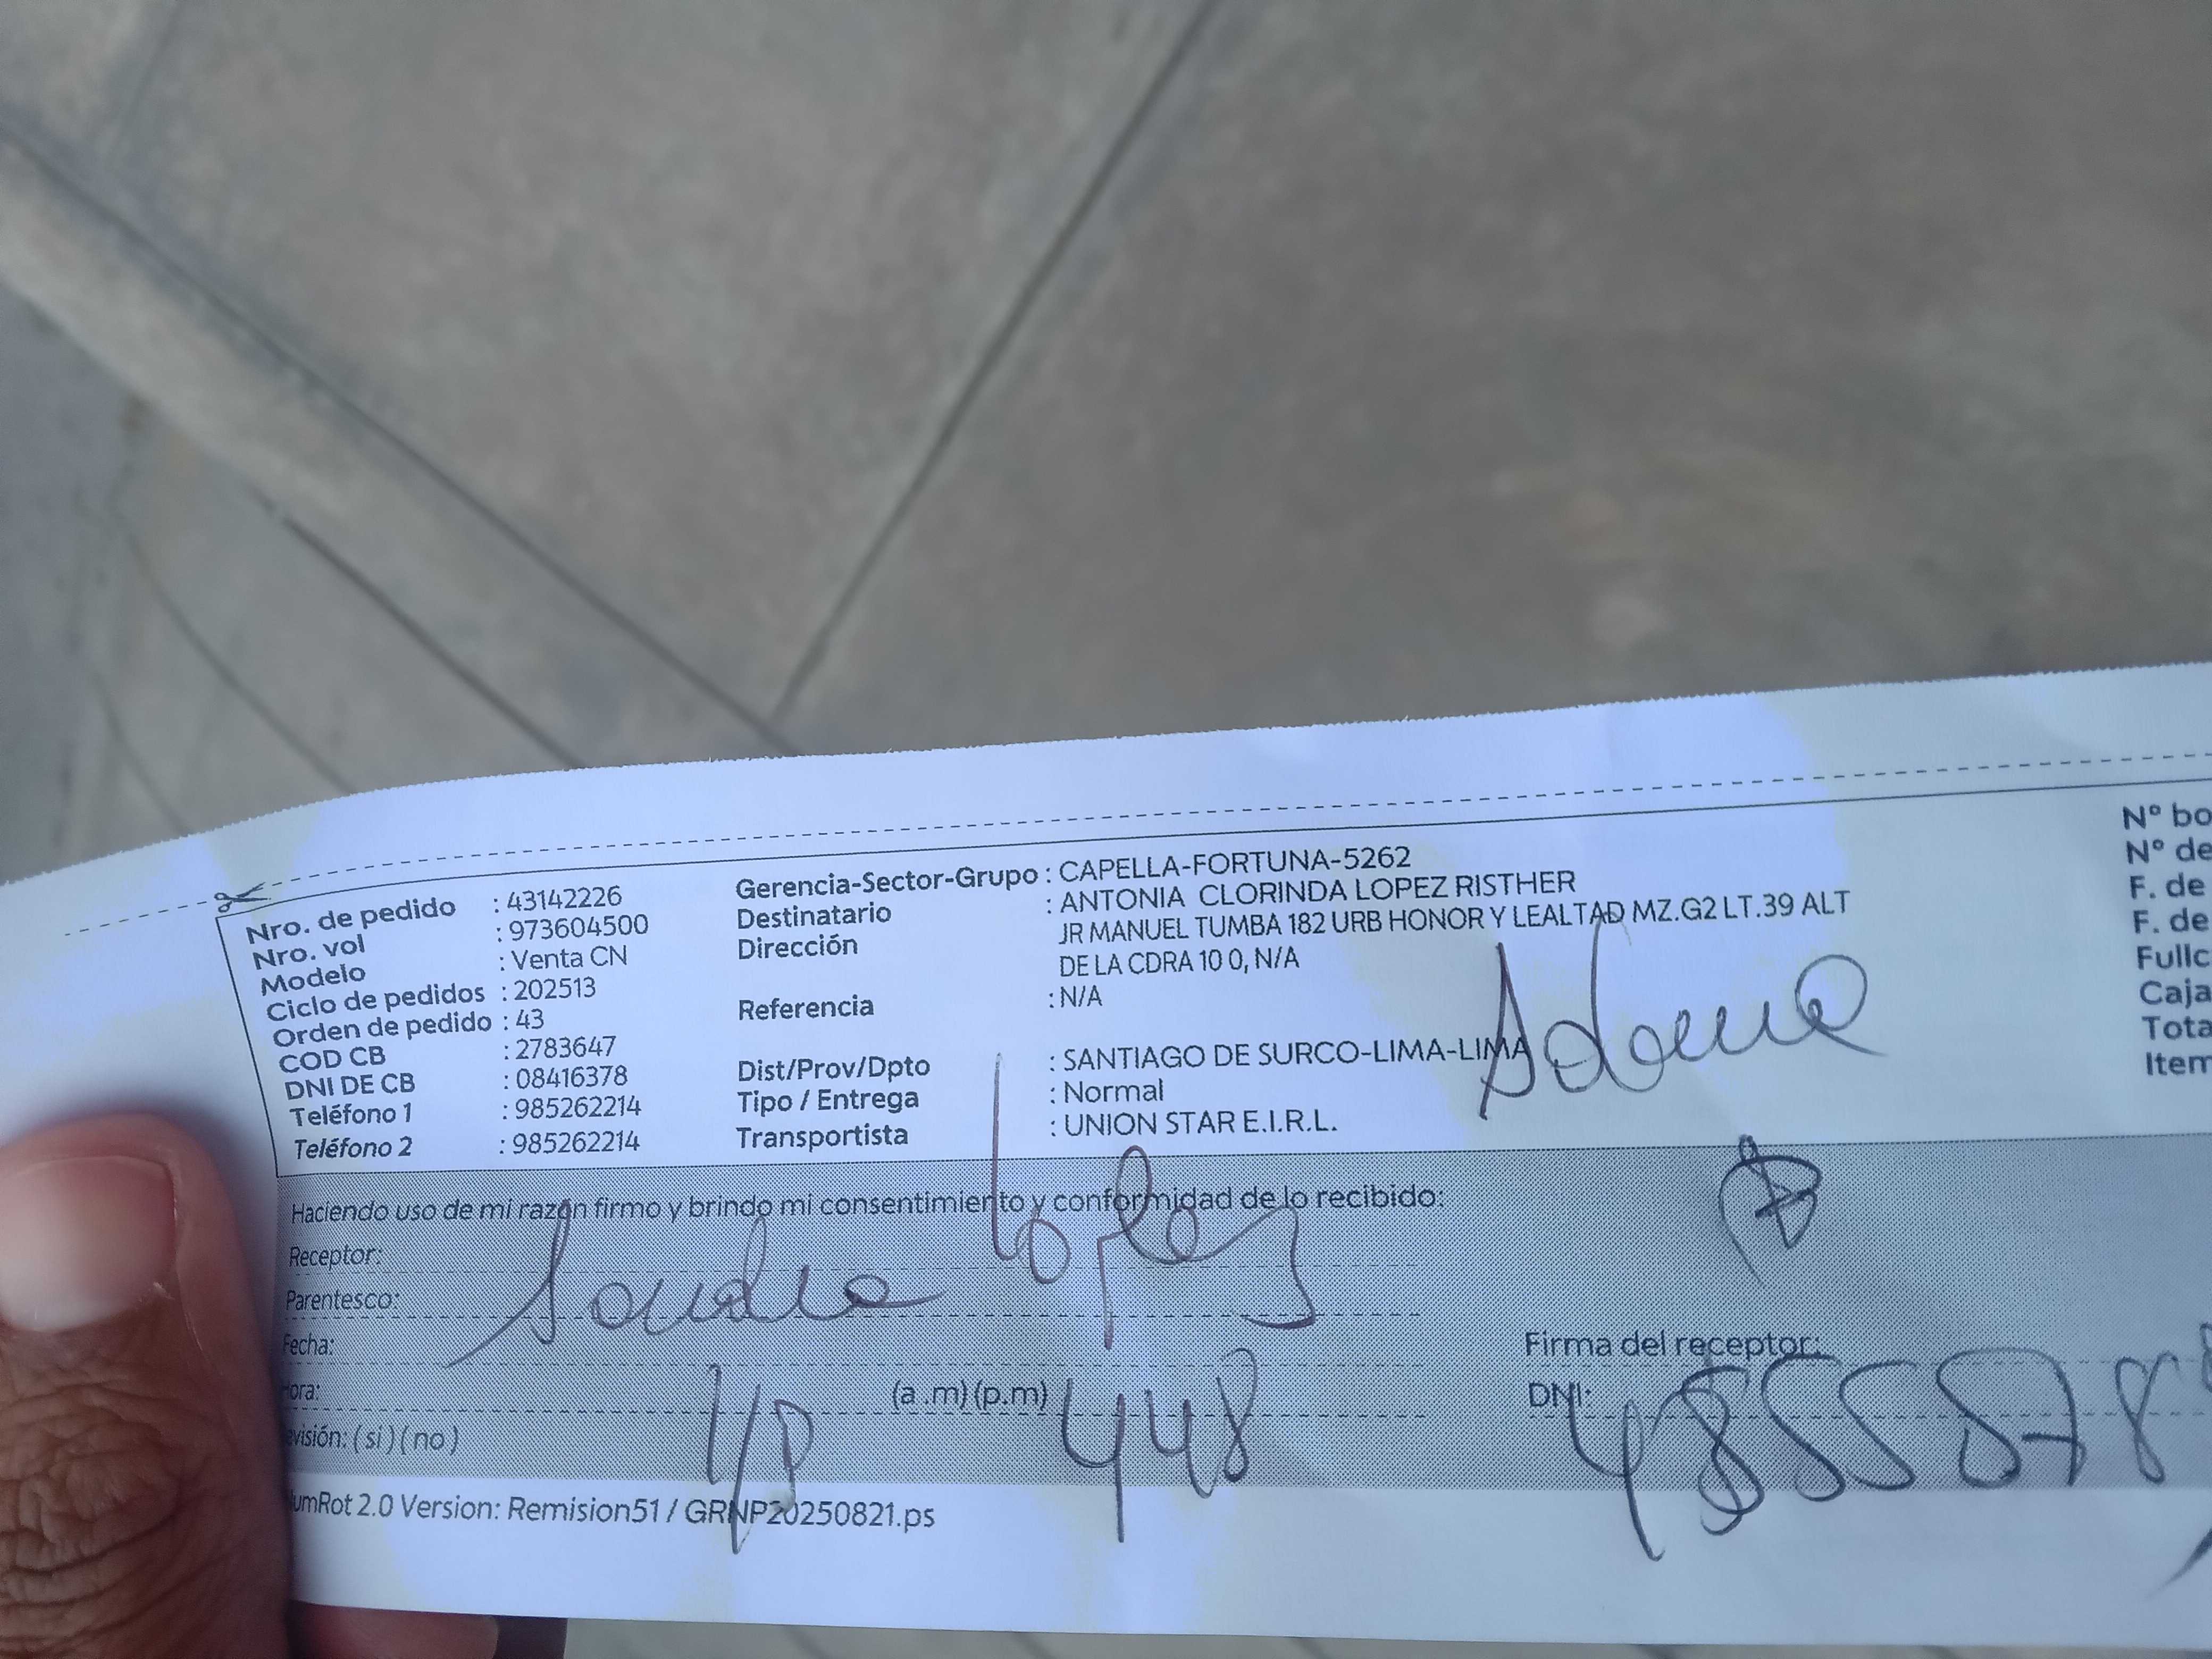 Nro. de pedido : 43142226
Nro. vol : 973604500
Modelo : Venta CN
Ciclo de pedidos : 202513
Orden de pedido : 43
COD CB : 2783647
DNI DE CB : 08416378
Teléfono 1 : 985262214
Teléfono 2 : 985262214
Gerencia-Sector-Grupo : CAPELLA-FORTUNA-5262
Destinatario : ANTONIA CLORINDA LOPEZ RISTHER
Dirección JR MANUEL TUMBA 182 URB HONOR Y LEALTAD MZ.G2 LT.39 ALT
DE LA CDRA 10 0, N/A
Referencia : N/A
Dist/Prov/Dpto : SANTIAGO DE SURCO-LIMA-LIMA
Tipo / Entrega : Normal
Transportista : UNION STAR E.I.R.L.
Nº bo
Nº de
F. de
F. de
Fullc
Caja
Tota
Item
Haciendo uso de mi razón firmo y brindo mi consentimiento y conformidad de lo recibido:
Receptor:
Parentesco:
lopez
Fecha:
Firma del receptor:
ora: (a .m) (p.m) 448
DNI:
visión: ( si ) ( no )
umRot 2.0 Version: Remision51 / GRNP20250821.ps